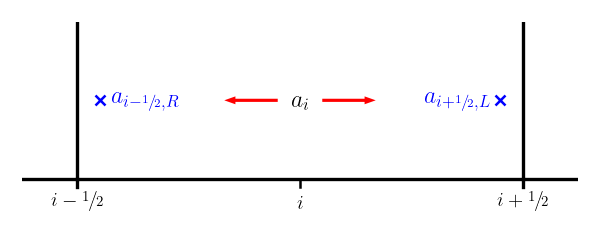 a_{i-1/2,R} a_i a_{i+1/2,L}
i - 1/2 i i + 1/2